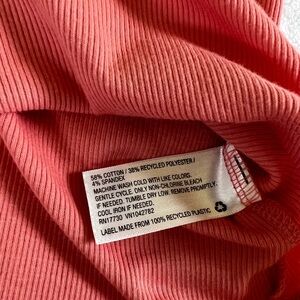 58% COTTON / 38% RECYCLED POLYESTER /
4% SPANDEX
MACHINE WASH COLD WITH LIKE COLORS.
GENTLE CYCLE. ONLY NON-CHLORINE BLEACH
IF NEEDED. TUMBLE DRY LOW. REMOVE PROMPTLY.
COOL IRON IF NEEDED.
RN17730 VN1042782
LABEL MADE FROM 100% RECYCLED PLASTIC